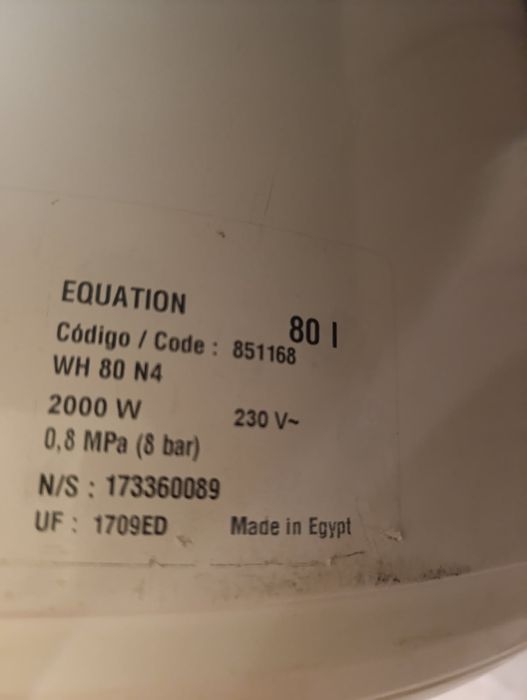 EQUATION
80 l
Código / Code : 851168
WH 80 N4
2000 W 230 V~
0,8 MPa (8 bar)
N/S : 173360089
UF : 1709ED Made in Egypt